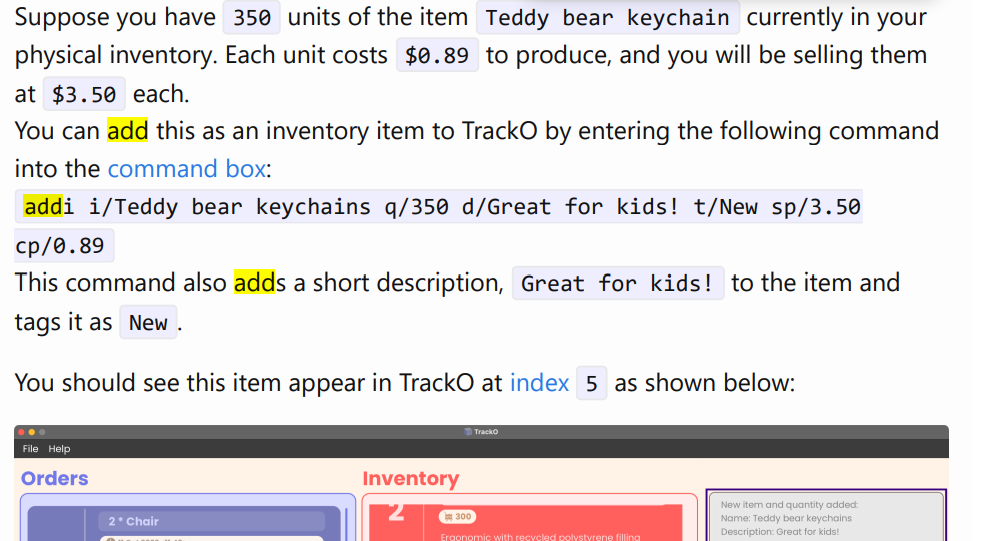 Suppose you have 350 units of the item Teddy bear keychain currently in your
physical inventory. Each unit costs $0.89 to produce, and you will be selling them
at $3.50 each.
You can add this as an inventory item to TrackO by entering the following command
into the command box:
addi i/Teddy bear keychains q/350 d/Great for kids! t/New sp/3.50
cp/0.89
This command also adds a short description, Great for kids! to the item and
tags it as New.
You should see this item appear in TrackO at index 5 as shown below:
TrackO
File Help
Orders
Inventory
2 * Chair
2
300
Ergonomic with recycled polystyrene filling
New item and quantity added:
Name: Teddy bear keychains
Description: Great for kids!